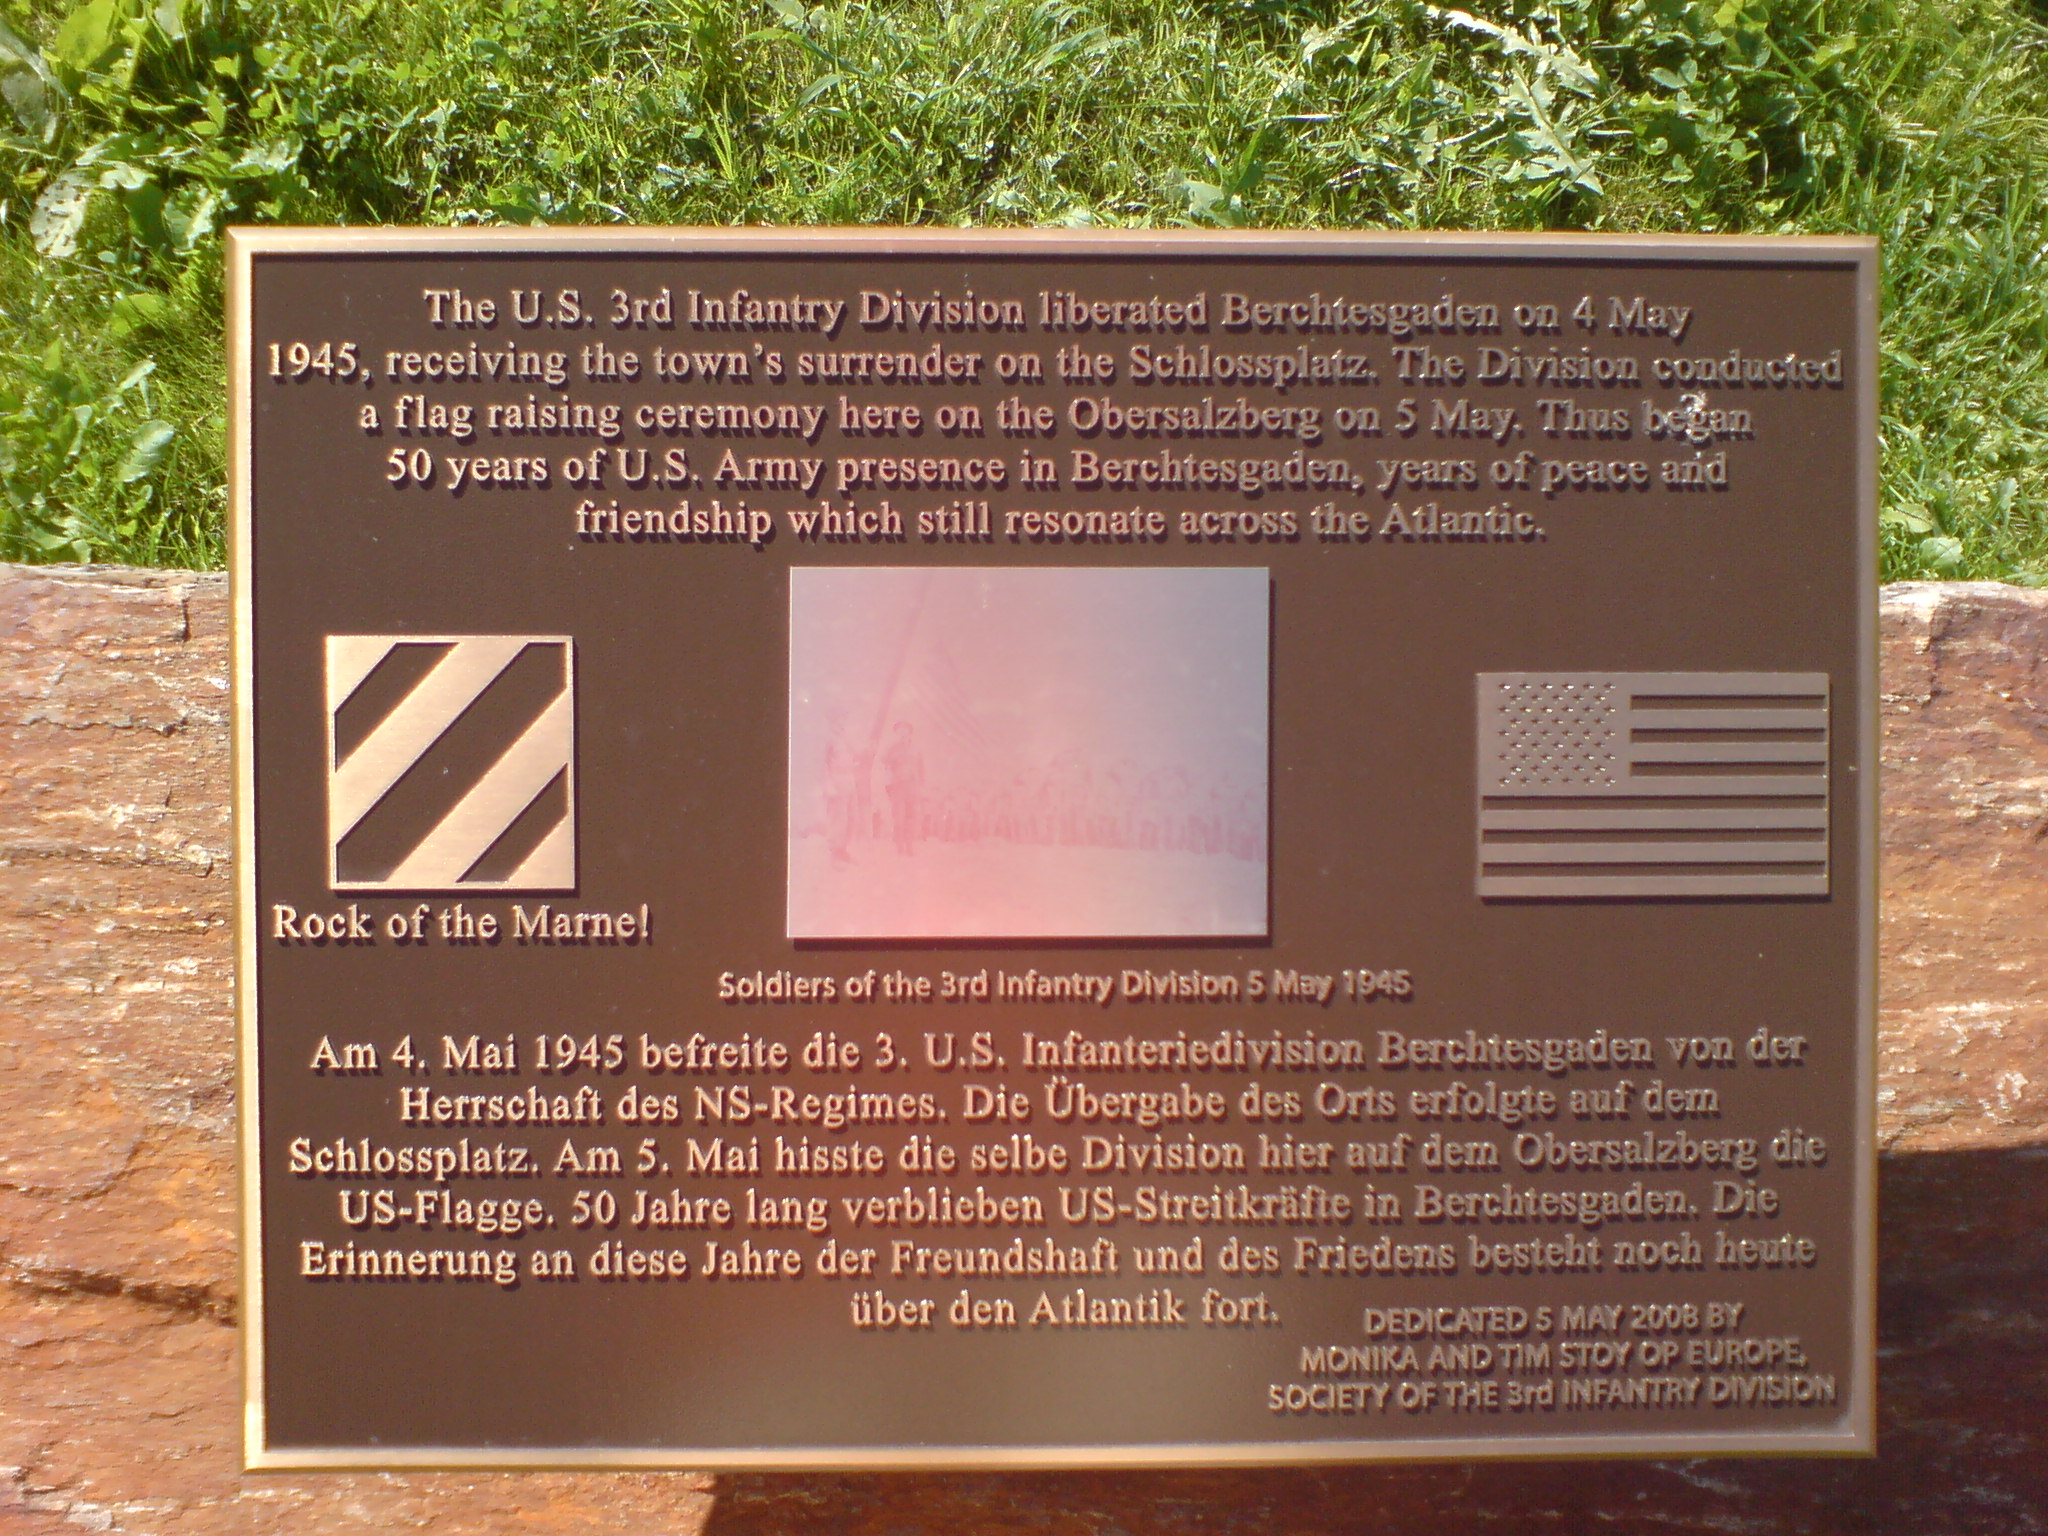 The U.S. 3rd Infantry Division liberated Berchtesgaden on 4 May
1945, receiving the town's surrender on the Schlossplatz. The Division conducted
a flag raising ceremony here on the Obersalzberg on 5 May. Thus began
50 years of U.S. Army presence in Berchtesgaden, years of peace and
friendship which still resonate across the Atlantic.
Rock of the Marne!
Soldiers of the 3rd Infantry Division 5 May 1945
Am 4. Mai 1945 befreite die 3. U.S. Infanteriedivision Berchtesgaden von der
Herrschaft des NS-Regimes. Die Übergabe des Orts erfolgte auf dem
Schlossplatz. Am 5. Mai hisste die selbe Division hier auf dem Obersalzberg die
US-Flagge. 50 Jahre lang verblieben US-Streitkräfte in Berchtesgaden. Die
Erinnerung an diese Jahre der Freundshaft und des Friedens besteht noch heute
über den Atlantik fort.
DEDICATED 5 MAY 2008 BY
MONIKA AND TIM STOY OP EUROPE,
SOCIETY OF THE 3rd INFANTRY DIVISION